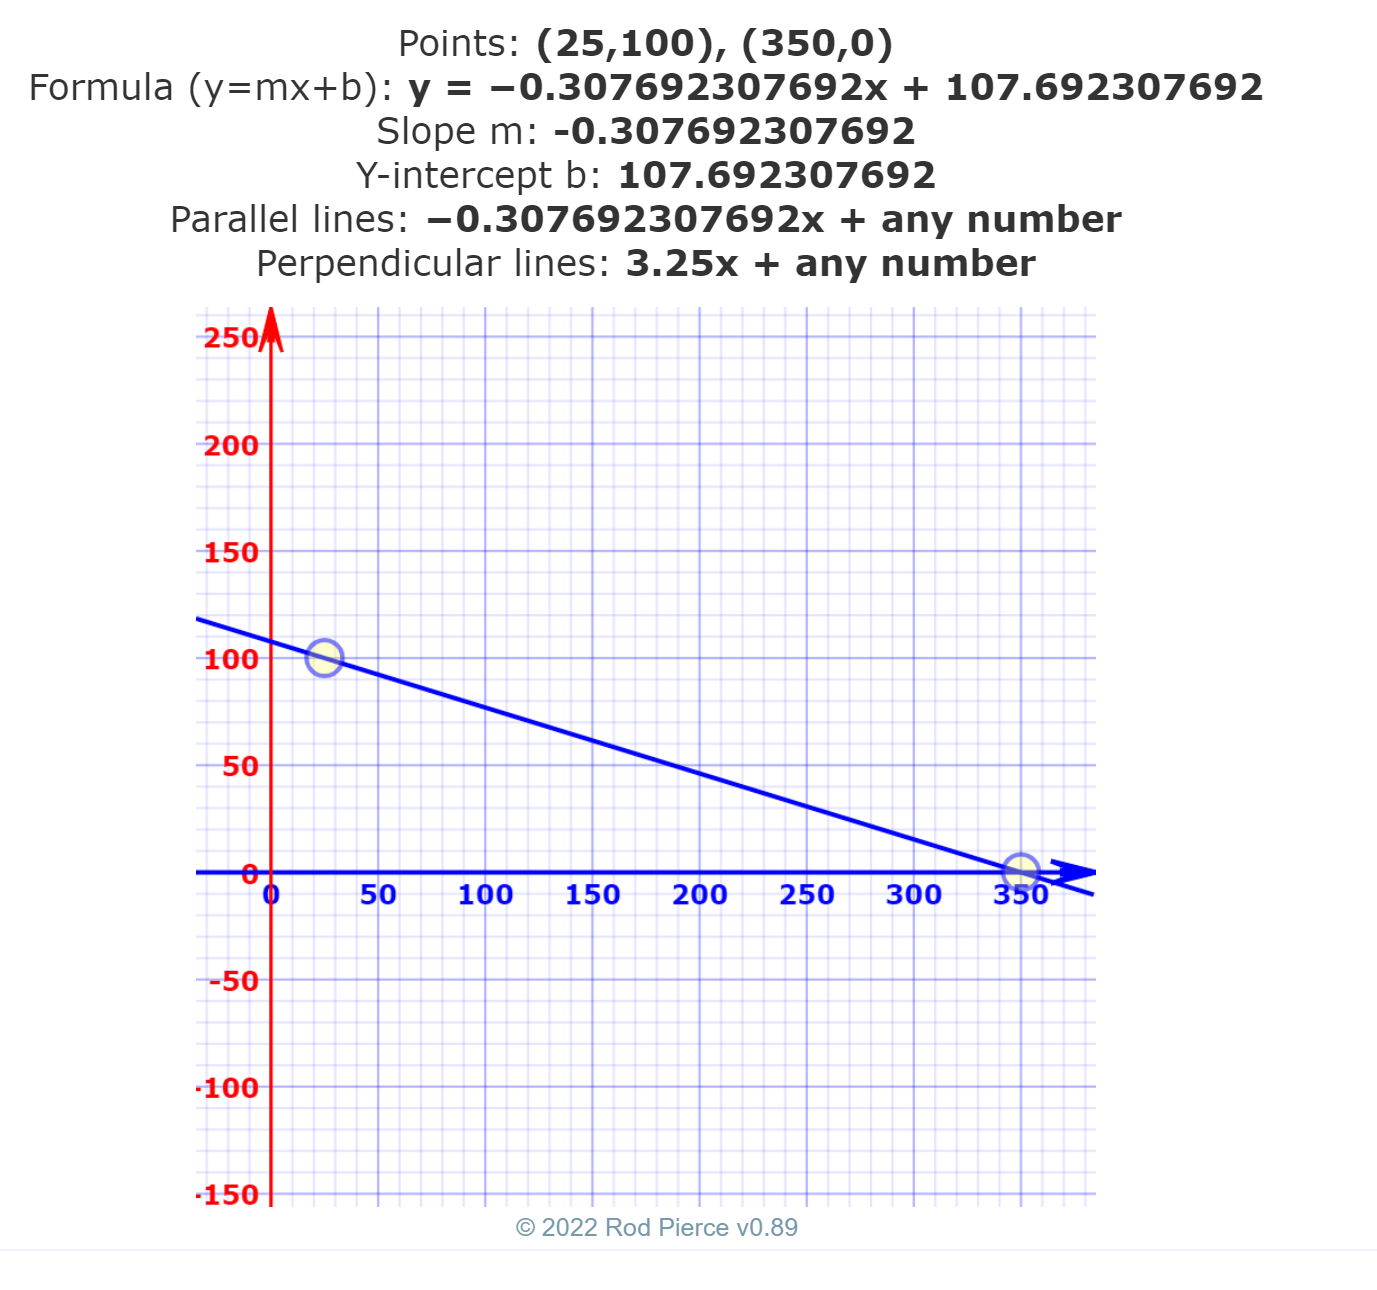 Points: (25,100), (350,0)
Formula (y=mx+b): y = −0.307692307692x + 107.692307692
Slope m: -0.307692307692
Y-intercept b: 107.692307692
Parallel lines: −0.307692307692x + any number
Perpendicular lines: 3.25x + any number
250
200
150
100
50
0
0 50 100 150 200 250 300 350
-50
-100
-150
© 2022 Rod Pierce v0.89